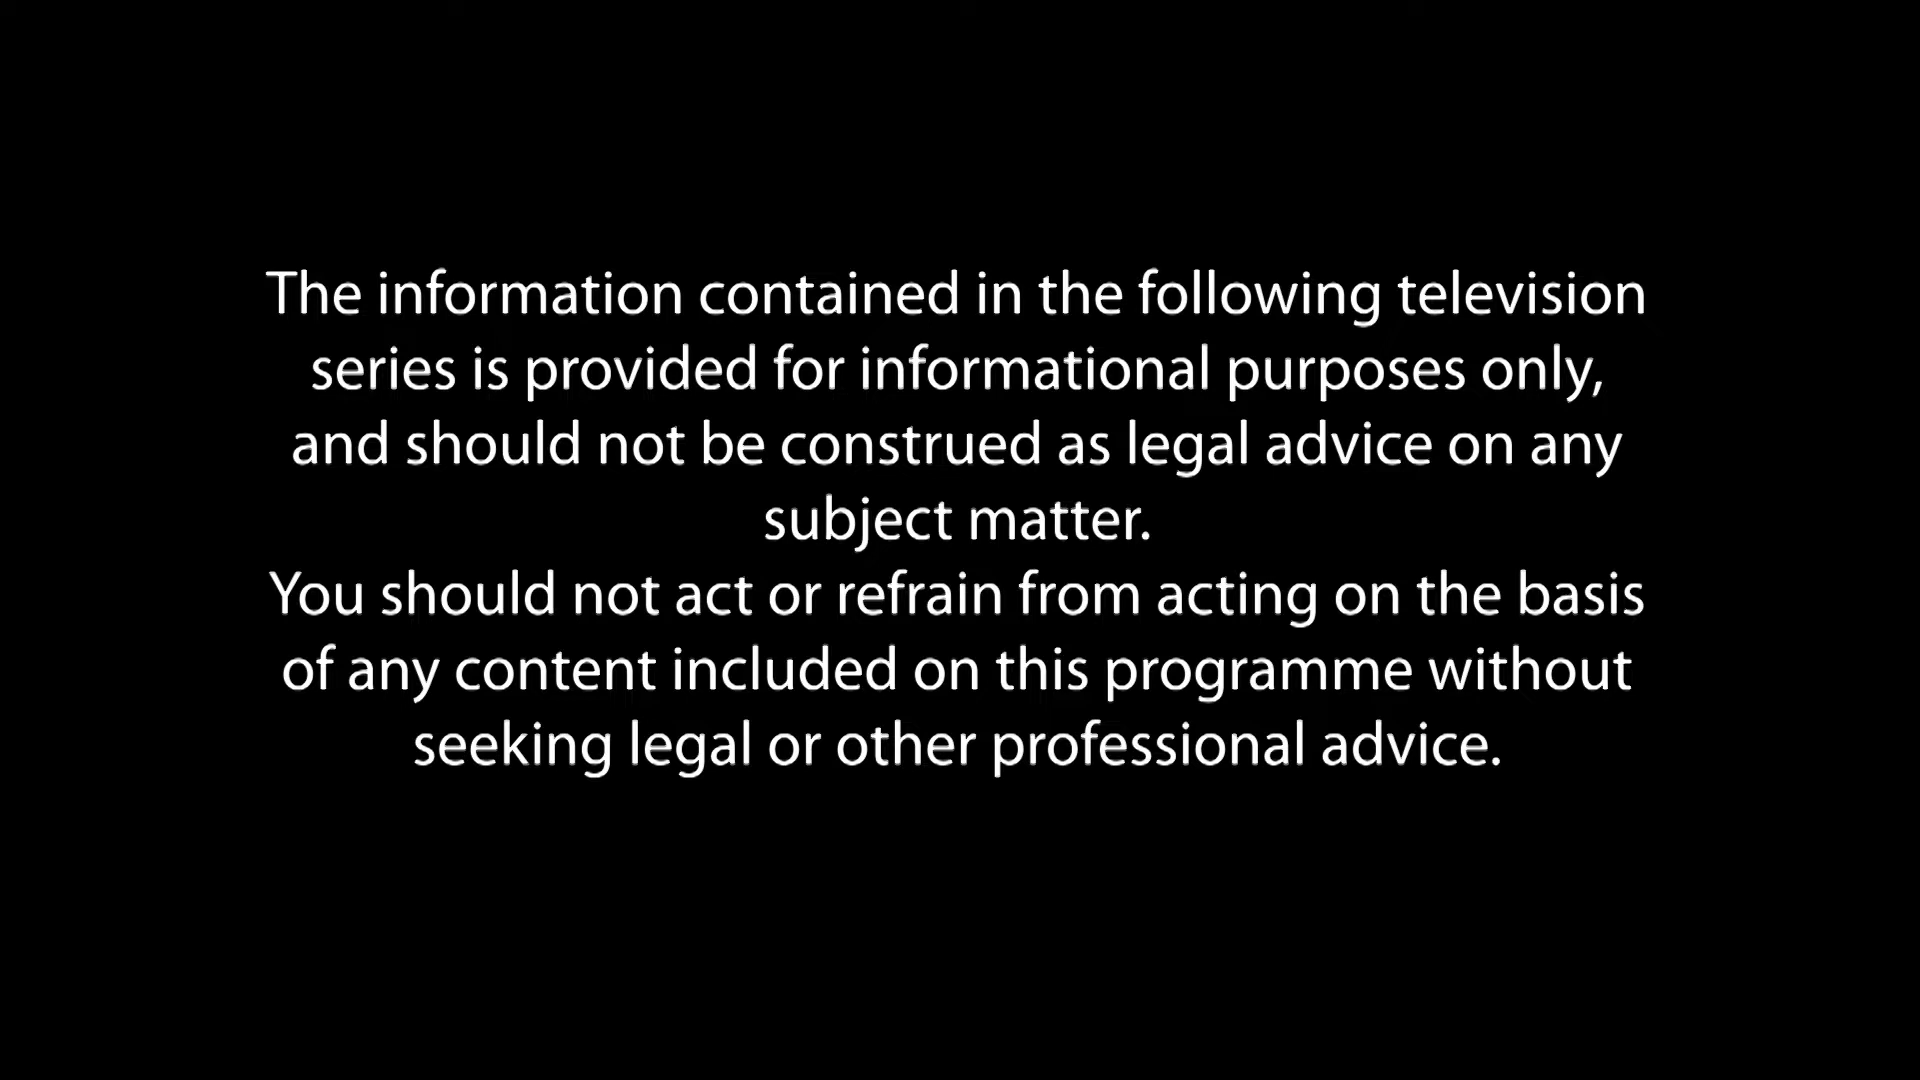 The information contained in the following television
series is provided for informational purposes only,
and should not be construed as legal advice on any
subject matter.
You should not act or refrain from acting on the basis
of any content included on this programme without
seeking legal or other professional advice.